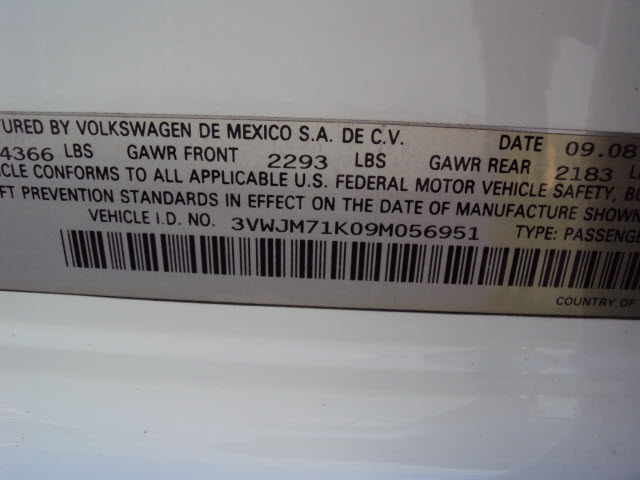 TURED BY VOLKSWAGEN DE MEXICO S.A. DE C.V. DATE 09.08
4366 LBS GAWR FRONT 2293 LBS GAWR REAR 2183
CLE CONFORMS TO ALL APPLICABLE U.S. FEDERAL MOTOR VEHICLE SAFETY,
FT PREVENTION STANDARDS IN EFFECT ON THE DATE OF MANUFACTURE SHOWN
VEHICLE I.D. NO. 3VWJM71K09M056951 TYPE: PASSENGE
COUNTRY OF